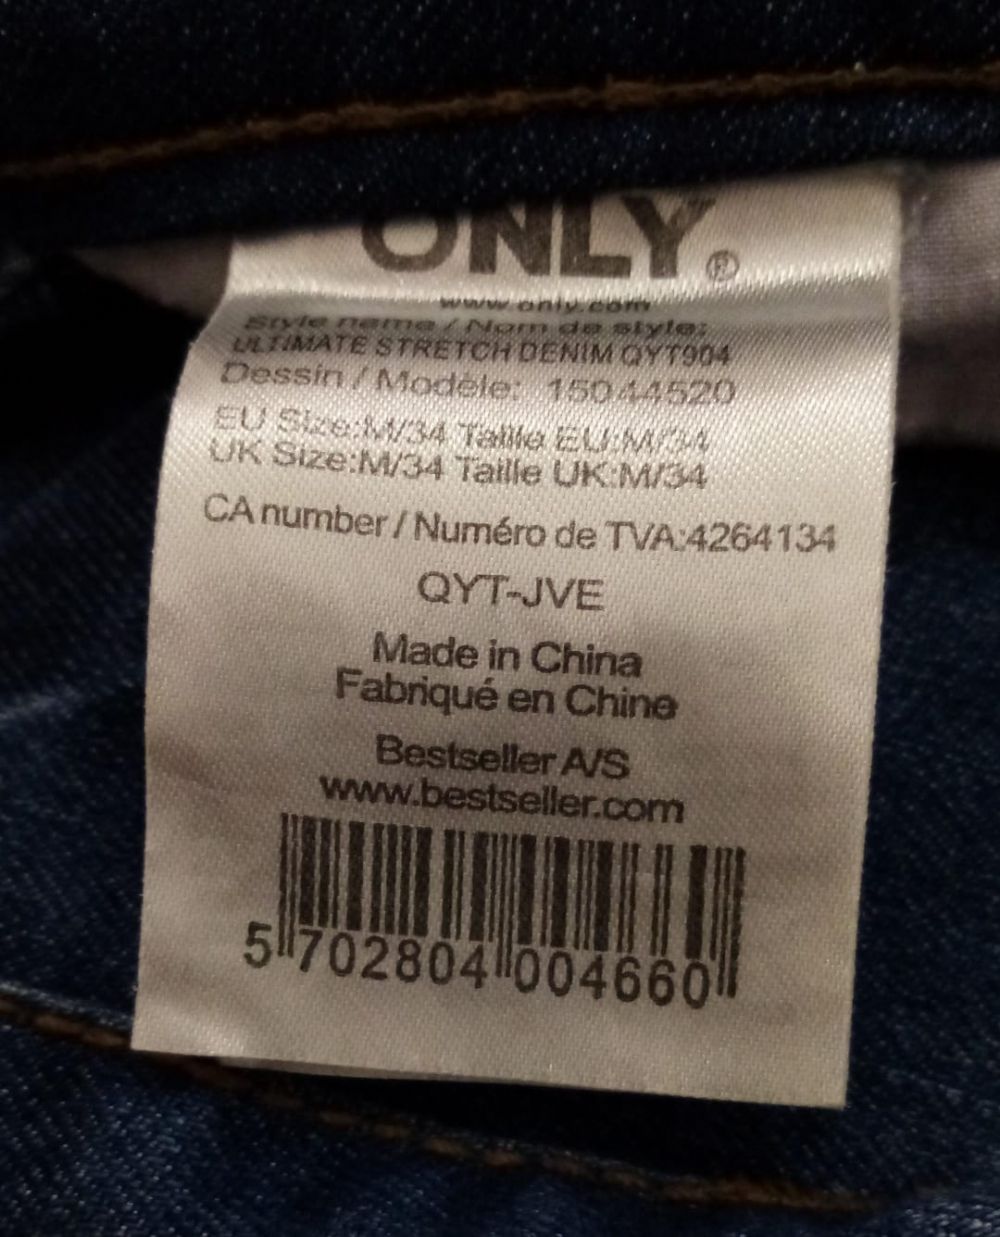 ONLY®
www.only.com
Style name / Nom de style:
ULTIMATE STRETCH DENIM QYT904
Dessin / Modèle: 15044520
EU Size:M/34 Taille EU:M/34
UK Size:M/34 Taille UK:M/34
CA number / Numéro de TVA:4264134
QYT-JVE
Made in China
Fabriqué en Chine
Bestseller A/S
www.bestseller.com
5 702804 004660